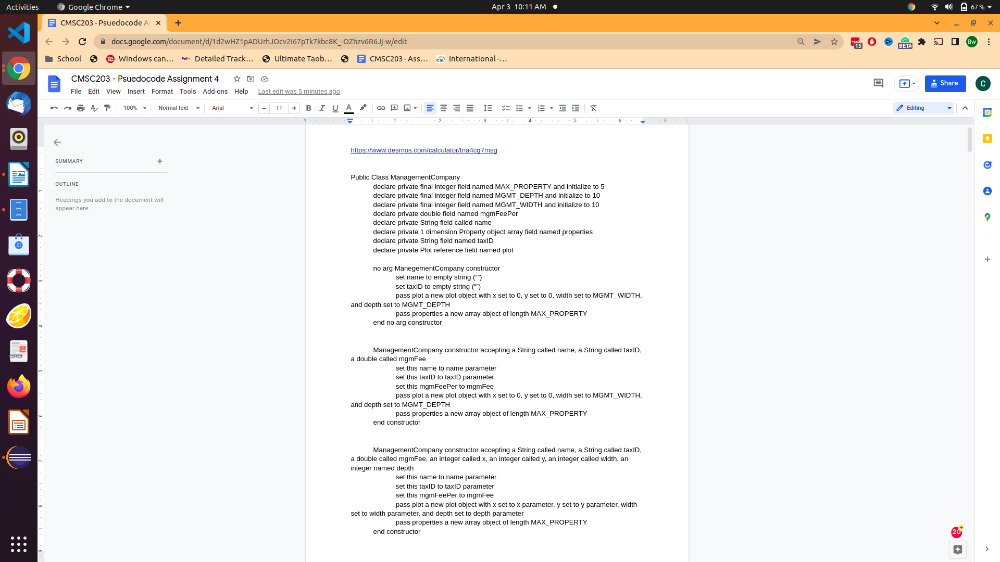 Activities Google Chrome Apr 3 10:11 AM 67 %
CMSC203 - Psuedocode As
docs.google.com/document/d/1d2wHZ1pADUrhJOcv2I67pTk7kbc8K_-OZhzv6R6Jj-w/edit 15 BETA Bw
School Windows can... Detailed Track... Ultimate Taob... CMSC203 - Ass... International -...
CMSC203 - Psuedocode Assignment 4 Share C
File Edit View Insert Format Tools Add-ons Help Last edit was 5 minutes ago
100% Normal text Arial 11 Editing
1 1 2 3 4 5 6 7
SUMMARY
OUTLINE
Headings you add to the document will
appear here.
https://www.desmos.com/calculator/tna4cg7msg
Public Class ManagementCompany
declare private final integer field named MAX_PROPERTY and initialize to 5
declare private final integer field named MGMT_DEPTH and initialize to 10
declare private final integer field named MGMT_WIDTH and initialize to 10
declare private double field named mgmFeePer
declare private String field called name
declare private 1 dimension Property object array field named properties
declare private String field named taxID
declare private Plot reference field named plot
no arg ManegementCompany constructor
set name to empty string (“”)
set taxID to empty string (“”)
pass plot a new plot object with x set to 0, y set to 0, width set to MGMT_WIDTH,
and depth set to MGMT_DEPTH
pass properties a new array object of length MAX_PROPERTY
end no arg constructor
ManagementCompany constructor accepting a String called name, a String called taxID,
a double called mgmFee
set this name to name parameter
set this taxID to taxID parameter
set this mgmFeePer to mgmFee
pass plot a new plot object with x set to 0, y set to 0, width set to MGMT_WIDTH,
and depth set to MGMT_DEPTH
pass properties a new array object of length MAX_PROPERTY
end constructor
ManagementCompany constructor accepting a String called name, a String called taxID,
a double called mgmFee, an integer called x, an integer called y, an integer called width, an
integer named depth
set this name to name parameter
set this taxID to taxID parameter
set this mgmFeePer to mgmFee
pass plot a new plot object with x set to x parameter, y set to y parameter, width
set to width parameter, and depth set to depth parameter
pass properties a new array object of length MAX_PROPERTY
end constructor
20